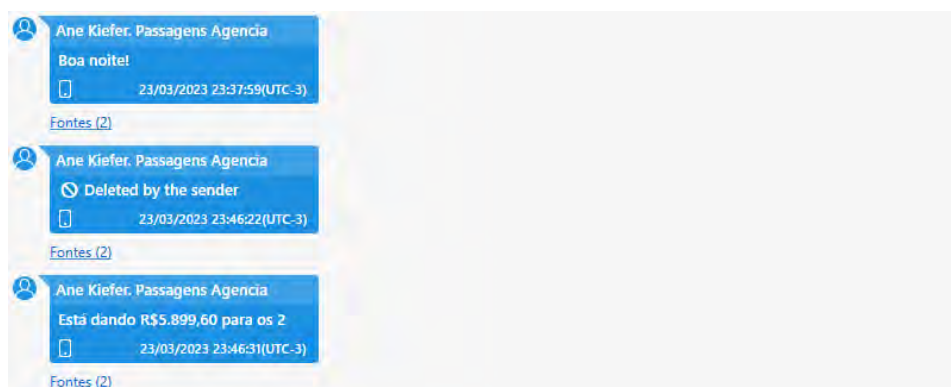 Ane Kiefer. Passagens Agencia
Boa noite!
23/03/2023 23:37:59(UTC-3)
Fontes (2)
Ane Kiefer. Passagens Agencia
Deleted by the sender
23/03/2023 23:46:22(UTC-3)
Fontes (2)
Ane Kiefer. Passagens Agencia
Está dando R$5.899,60 para os 2
23/03/2023 23:46:31(UTC-3)
Fontes (2)